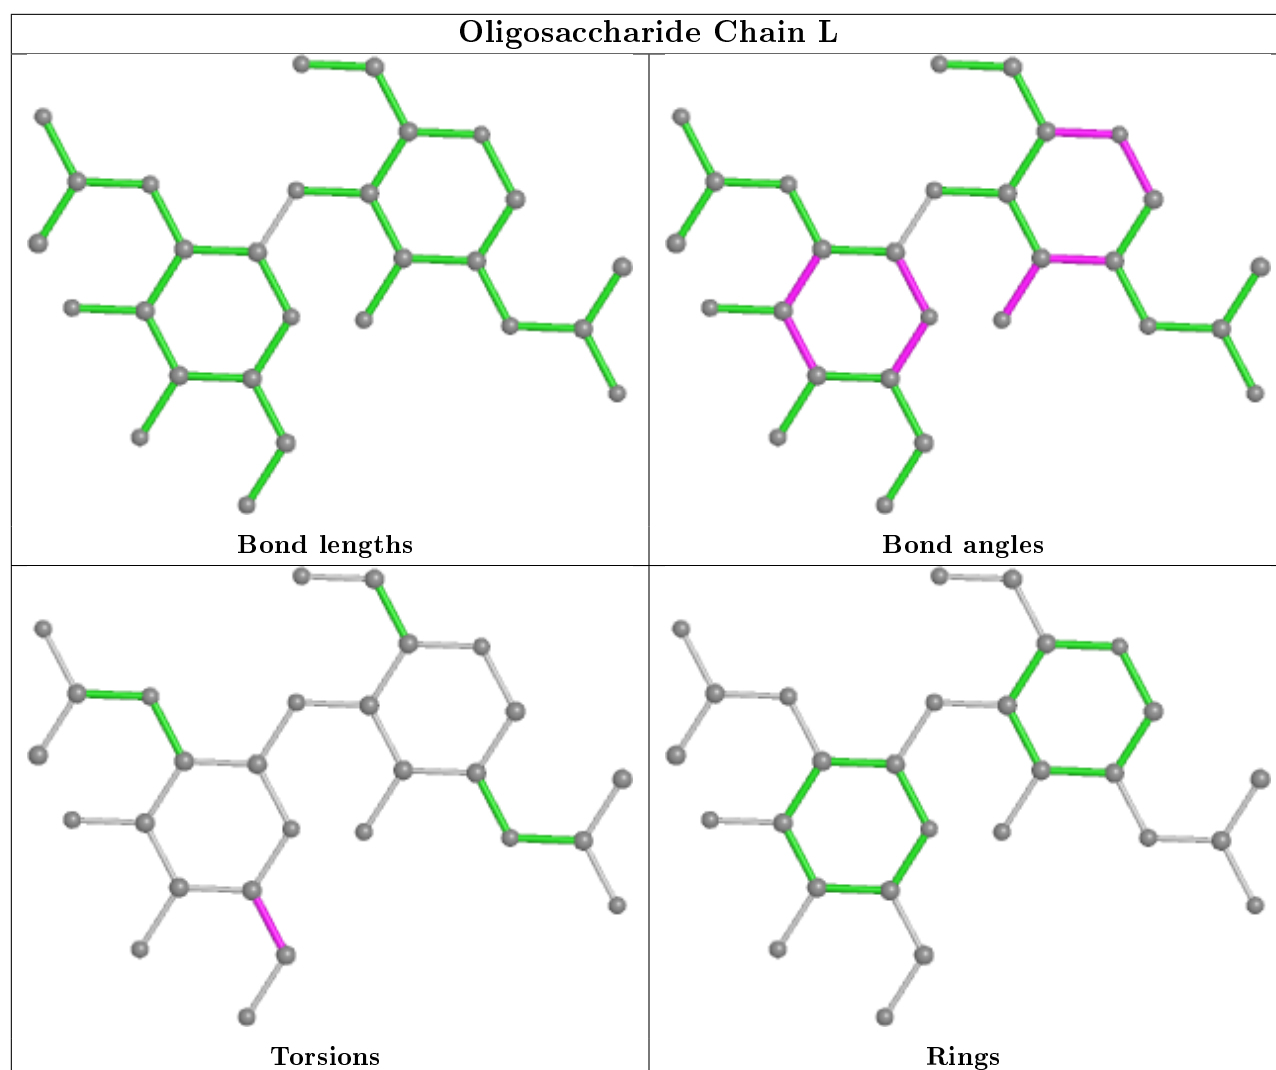 Oligosaccharide Chain L
Bond lengths
Bond angles
Torsions
Rings